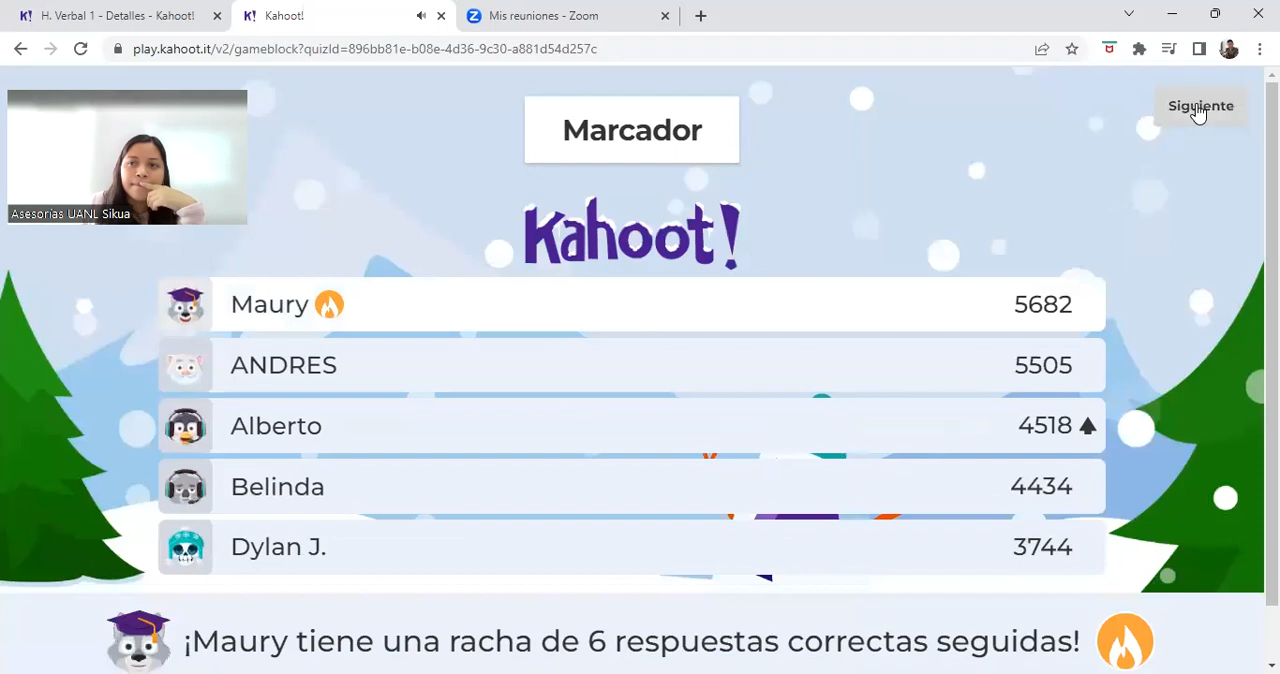 H. Verbal 1 - Detalles - Kahoot!
Kahoot!
Mis reuniones - Zoom
play.kahoot.it/v2/gameblock?quizId=896bb81e-b08e-4d36-9c30-a881d54d257c
Siguiente
Marcador
Asesorías UANL Sikua
Kahoot!
Maury 5682
ANDRES 5505
Alberto 4518
Belinda 4434
Dylan J. 3744
¡Maury tiene una racha de 6 respuestas correctas seguidas!